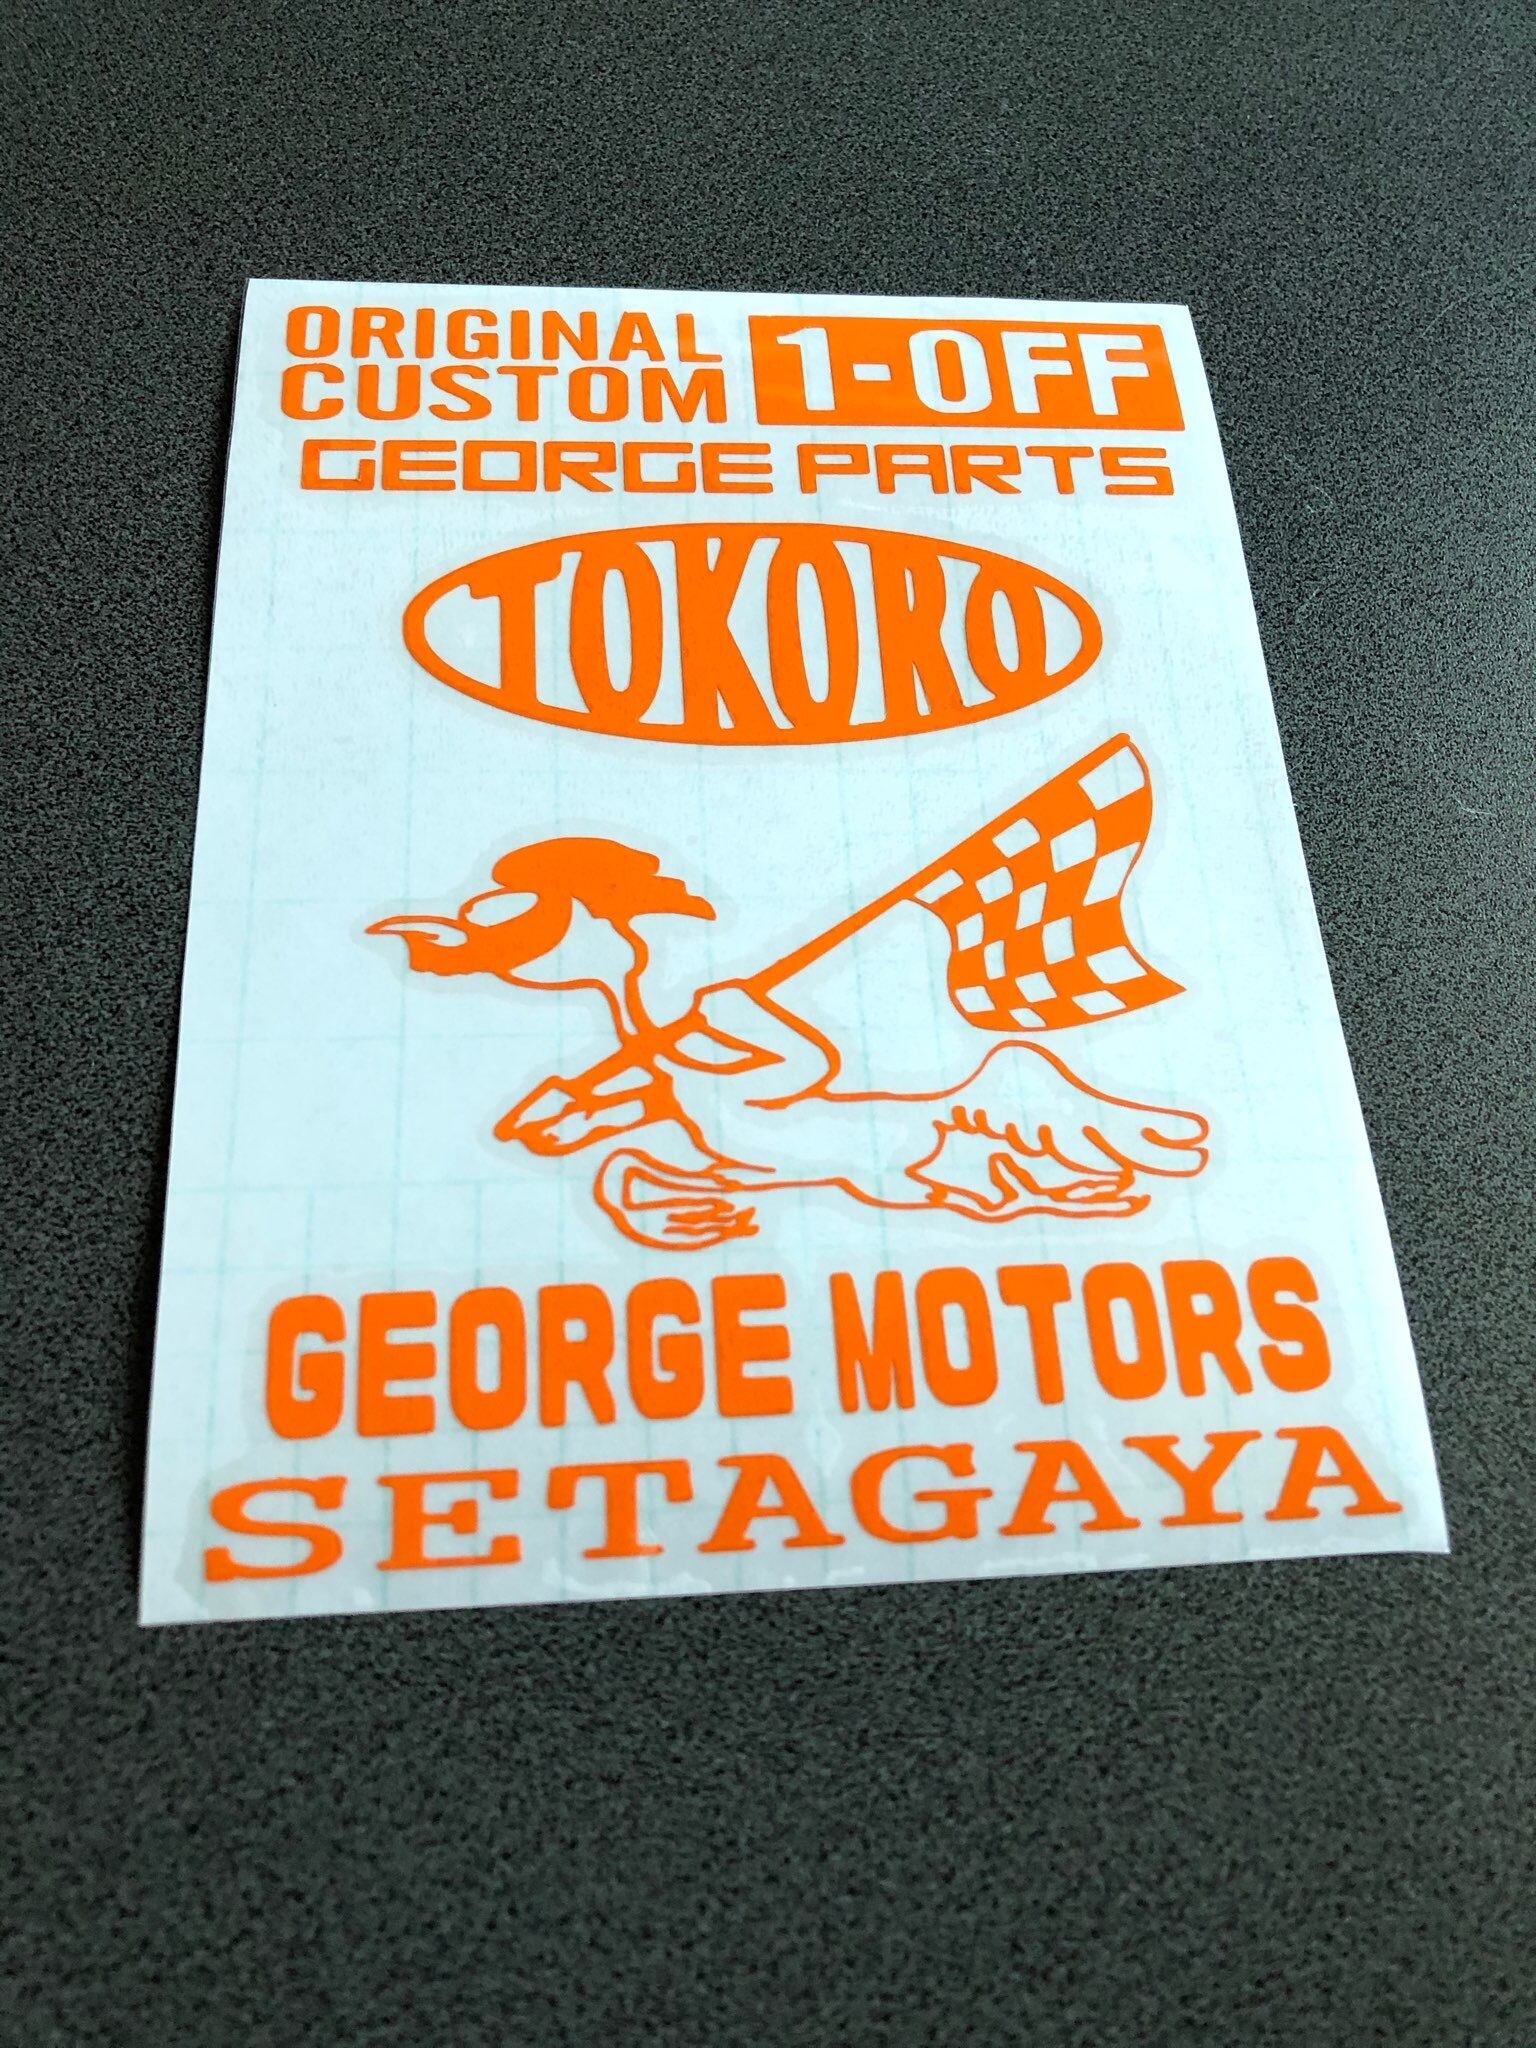 ORIGINAL 1-OFF
CUSTOM
GEORGE PARTS
TOKORO
GEORGE MOTORS
SETAGAYA